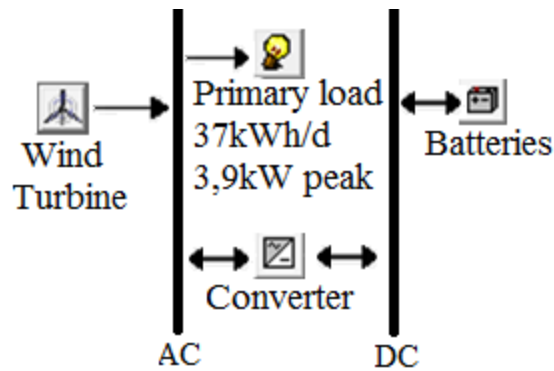 Primary load
37kWh/d
3,9kW peak
Wind
Turbine
Batteries
Converter
AC
DC